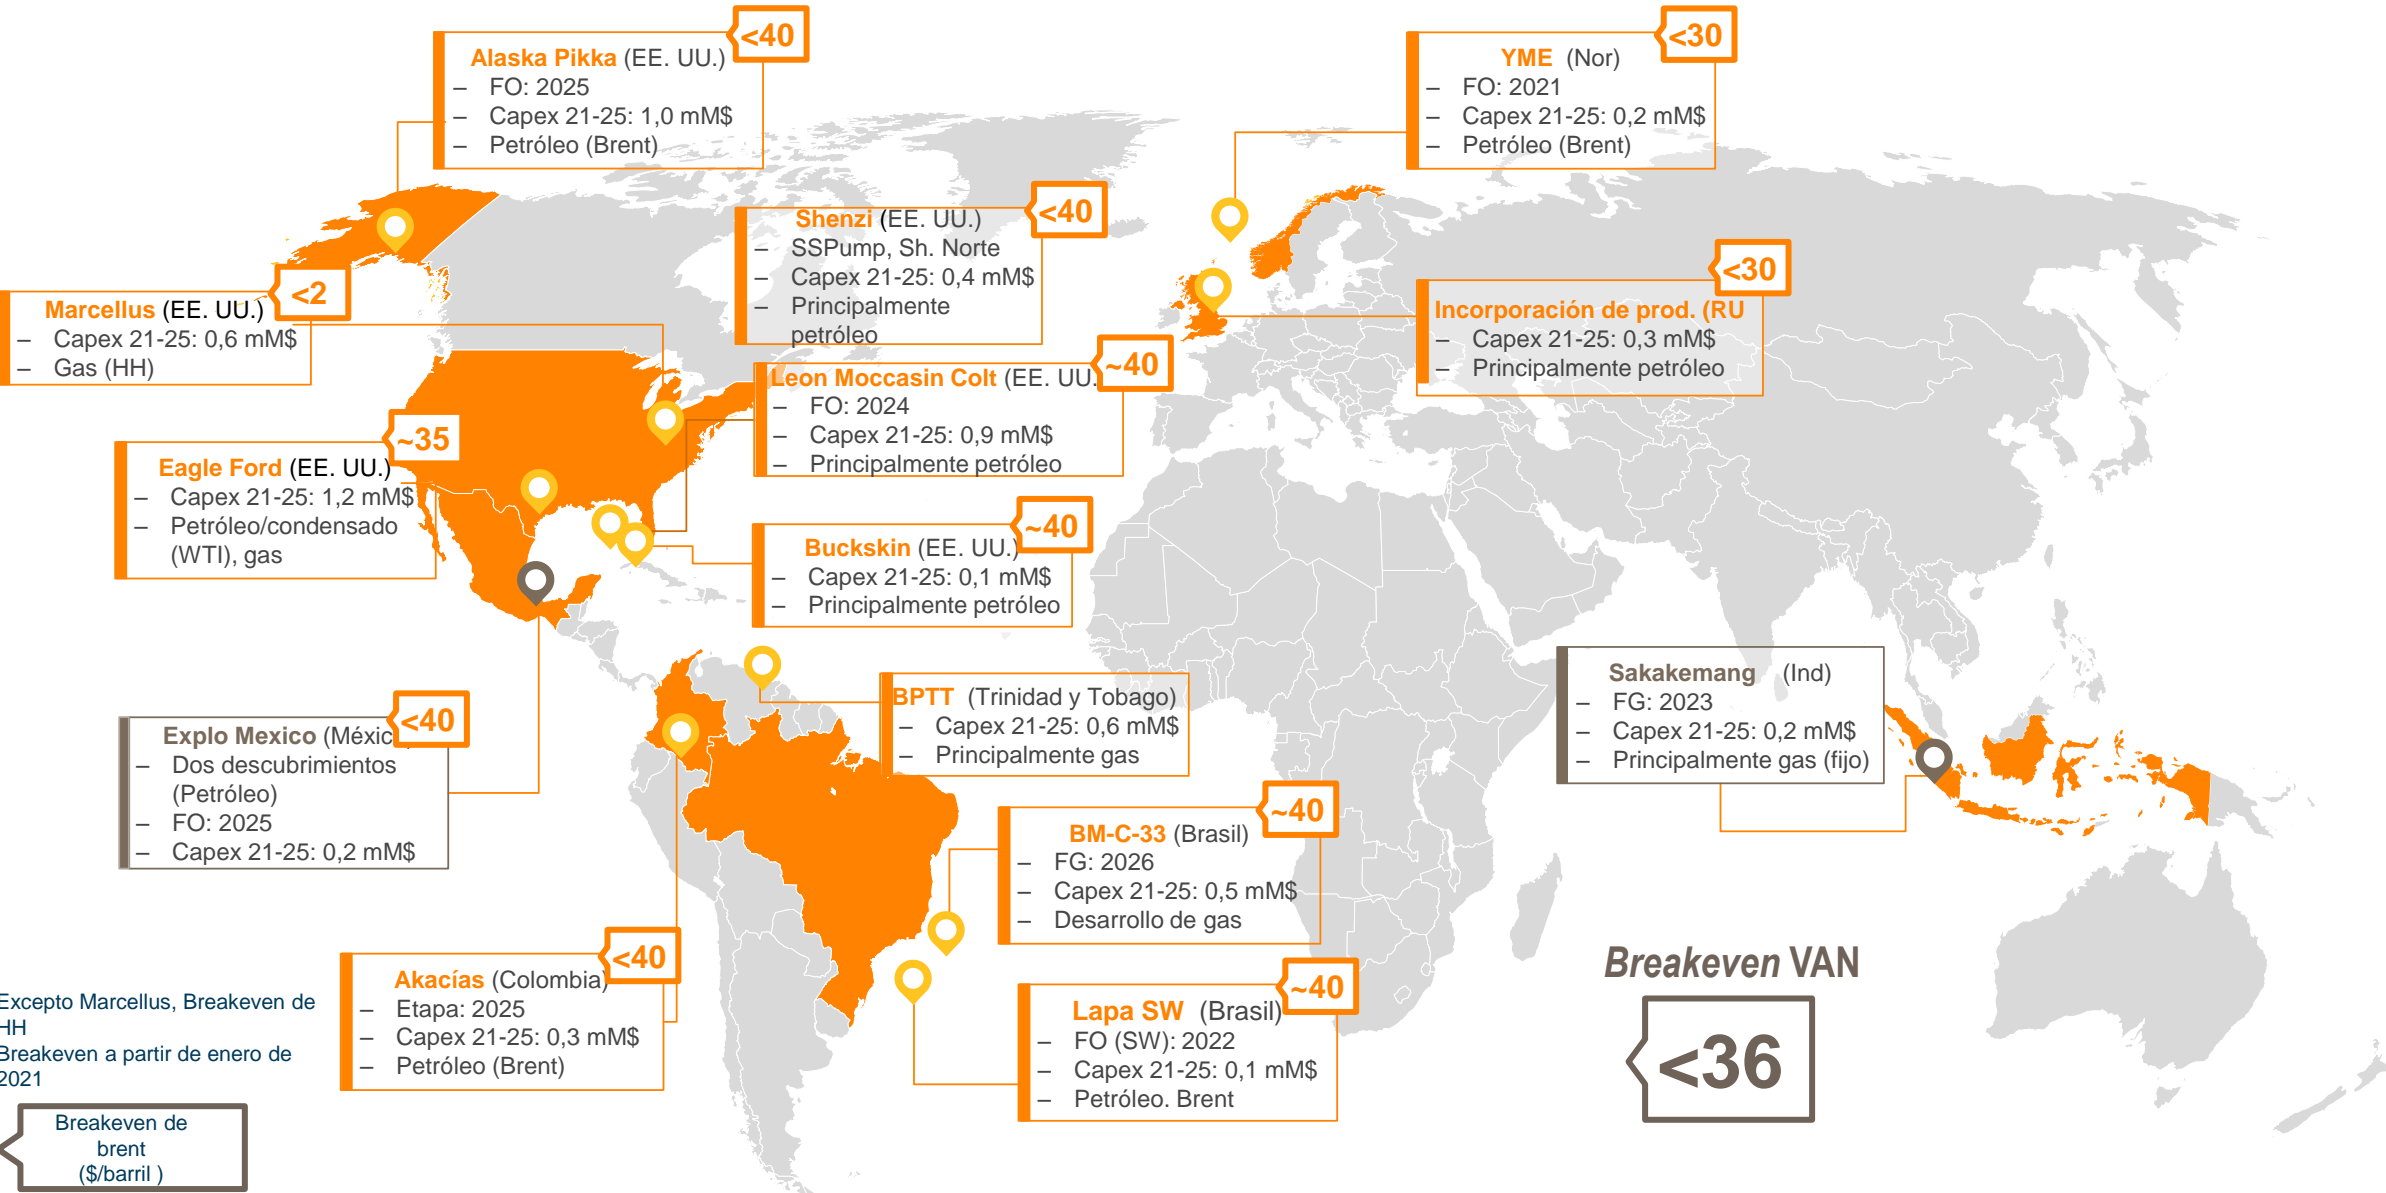 <40
Alaska Pikka (EE. UU.)
– FO: 2025
– Capex 21-25: 1,0 mM$
– Petróleo (Brent)
<30
YME (Nor)
– FO: 2021
– Capex 21-25: 0,2 mM$
– Petróleo (Brent)
<40
Shenzi (EE. UU.)
– SSPump, Sh. Norte
– Capex 21-25: 0,4 mM$
– Principalmente
petróleo
<30
Incorporación de prod. (RU
– Capex 21-25: 0,3 mM$
– Principalmente petróleo
<2
Marcellus (EE. UU.)
– Capex 21-25: 0,6 mM$
– Gas (HH)
~40
Leon Moccasin Colt (EE. UU.
– FO: 2024
– Capex 21-25: 0,9 mM$
– Principalmente petróleo
~35
Eagle Ford (EE. UU.)
– Capex 21-25: 1,2 mM$
– Petróleo/condensado
(WTI), gas
~40
Buckskin (EE. UU.)
– Capex 21-25: 0,1 mM$
– Principalmente petróleo
BPTT (Trinidad y Tobago)
– Capex 21-25: 0,6 mM$
– Principalmente gas
Sakakemang (Ind)
– FG: 2023
– Capex 21-25: 0,2 mM$
– Principalmente gas (fijo)
<40
Explo Mexico (Méxic
– Dos descubrimientos
(Petróleo)
– FO: 2025
– Capex 21-25: 0,2 mM$
~40
BM-C-33 (Brasil)
– FG: 2026
– Capex 21-25: 0,5 mM$
– Desarrollo de gas
<40
Akacías (Colombia)
– Etapa: 2025
– Capex 21-25: 0,3 mM$
– Petróleo (Brent)
~40
Lapa SW (Brasil)
– FO (SW): 2022
– Capex 21-25: 0,1 mM$
– Petróleo. Brent
Breakeven VAN
<36
Excepto Marcellus, Breakeven de
HH
Breakeven a partir de enero de
2021
Breakeven de
brent
($/barril )